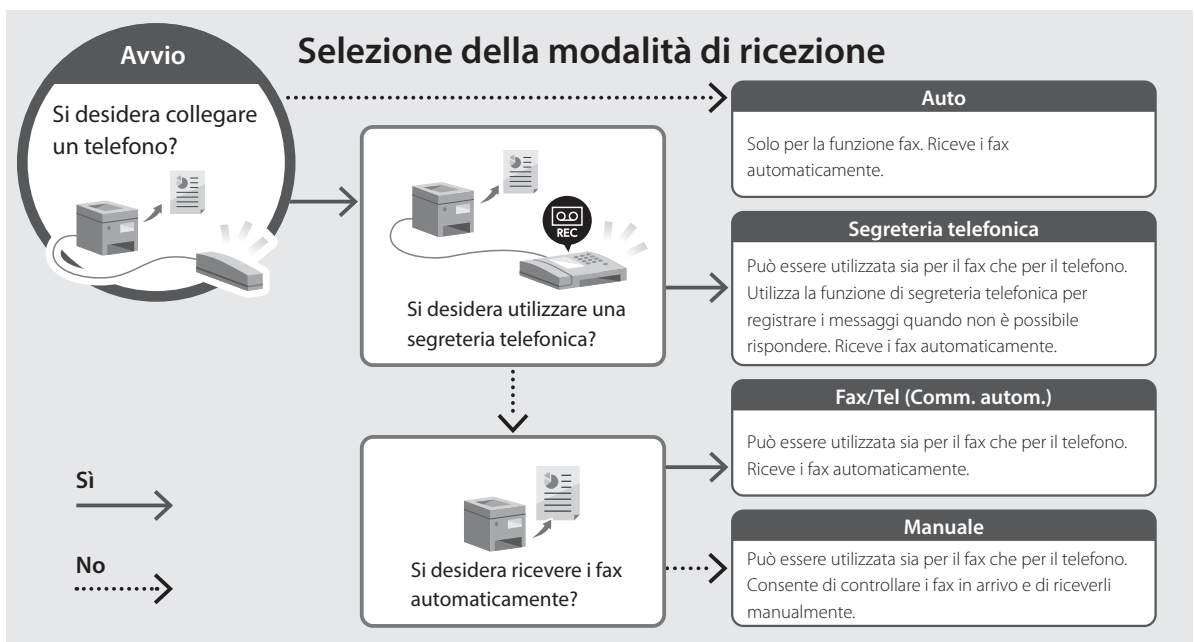 Selezione della modalità di ricezione
Avvio
Si desidera collegare
un telefono?
Auto
Solo per la funzione fax. Riceve i fax
automaticamente.
REC
Si desidera utilizzare una
segreteria telefonica?
Segreteria telefonica
Può essere utilizzata sia per il fax che per il telefono.
Utilizza la funzione di segreteria telefonica per
registrare i messaggi quando non è possibile
rispondere. Riceve i fax automaticamente.
Fax/Tel (Comm. autom.)
Può essere utilizzata sia per il fax che per il telefono.
Riceve i fax automaticamente.
Si desidera ricevere i fax
automaticamente?
Manuale
Può essere utilizzata sia per il fax che per il telefono.
Consente di controllare i fax in arrivo e di riceverli
manualmente.
Sì
No